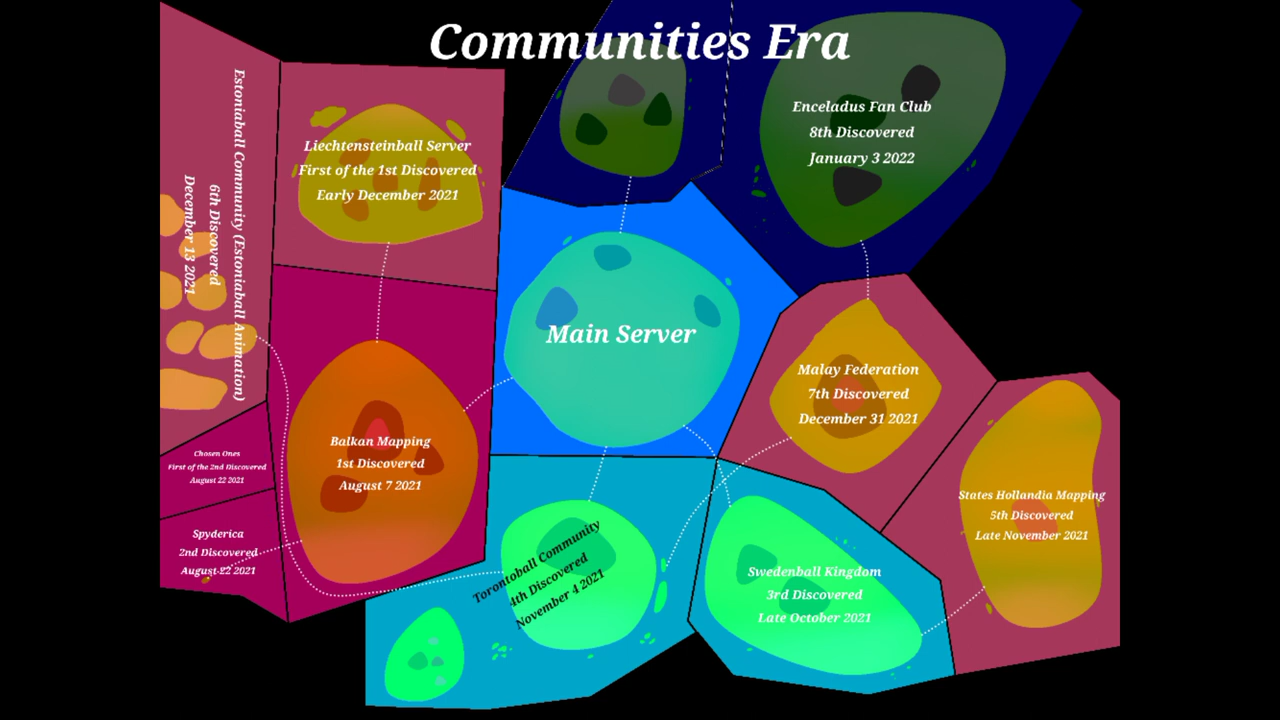 Communities Era
Estoniaball Community (Estoniaball Animation)
6th Discovered
December 13 2021
Liechtensteinball Server
First of the 1st Discovered
Early December 2021
Enceladus Fan Club
8th Discovered
January 3 2022
Main Server
Malay Federation
7th Discovered
December 31 2021
Balkan Mapping
1st Discovered
August 7 2021
Chosen Ones
First of the 2nd Discovered
August 22 2021
Spyderica
2nd Discovered
August 22 2021
Torontoball Community
4th Discovered
November 4 2021
Swedenball Kingdom
3rd Discovered
Late October 2021
States Hollandia Mapping
5th Discovered
Late November 2021